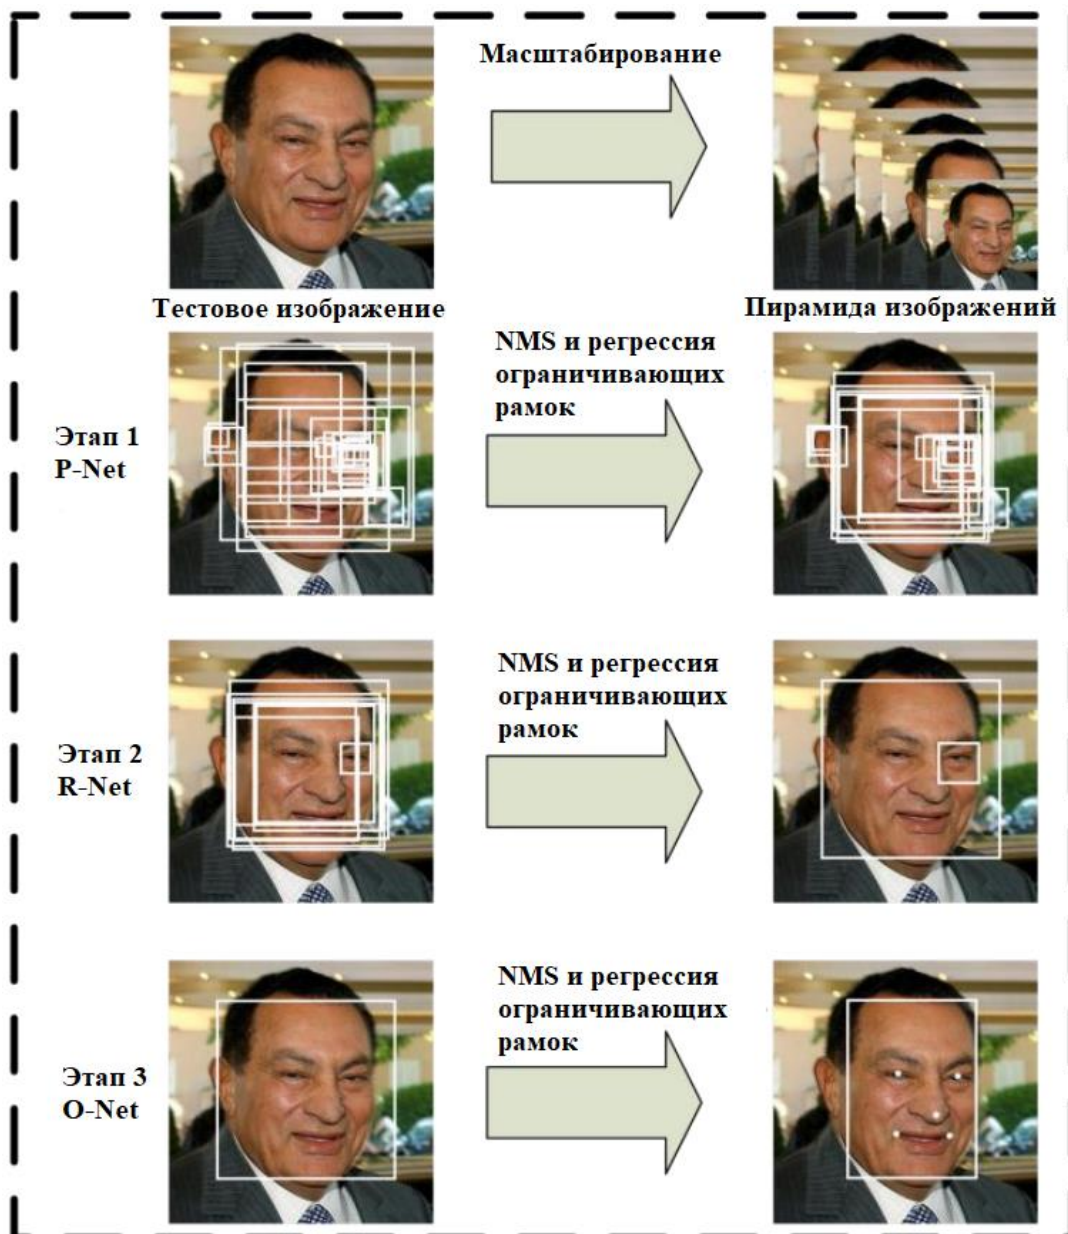 Масштабирование
Тестовое изображение
Пирамида изображений
Этап 1
P-Net
NMS и регрессия
ограничивающих
рамок
Этап 2
R-Net
NMS и регрессия
ограничивающих
рамок
Этап 3
O-Net
NMS и регрессия
ограничивающих
рамок